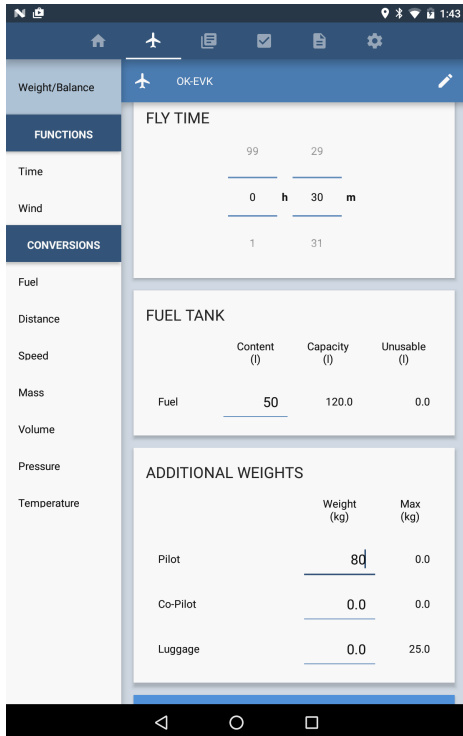 1:43
Weight/Balance
OK-EVK
FUNCTIONS
Time
Wind
CONVERSIONS
Fuel
Distance
Speed
Mass
Volume
Pressure
Temperature
FLY TIME
99 29
0 h 30 m
1 31
FUEL TANK
Content Capacity Unusable
(l) (l) (l)
Fuel 50 120.0 0.0
ADDITIONAL WEIGHTS
Weight Max
(kg) (kg)
Pilot 80 0.0
Co-Pilot 0.0 0.0
Luggage 0.0 25.0